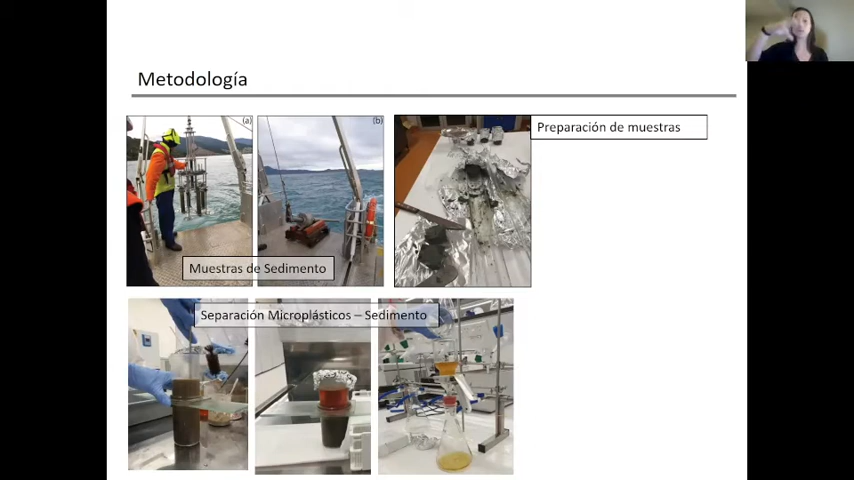 Metodología
(a)
(b)
Preparación de muestras
Muestras de Sedimento
Separación Microplásticos – Sedimento